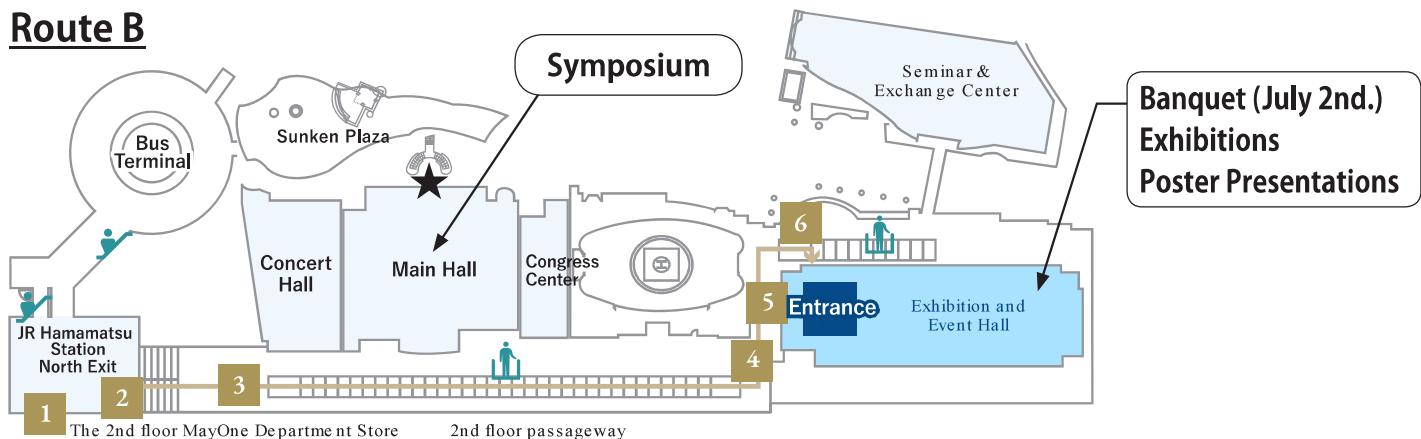 Route B
Symposium
Seminar &
Exchange Center
Banquet (July 2nd.)
Exhibitions
Poster Presentations
Bus
Terminal
Sunken Plaza
Concert
Hall
Main Hall
Congress
Center
H
6
5
Entrance
Exhibition and
Event Hall
JR Hamamatsu
Station
North Exit
4
3
2
1
The 2nd floor MayOne Department Store
2nd floor passageway